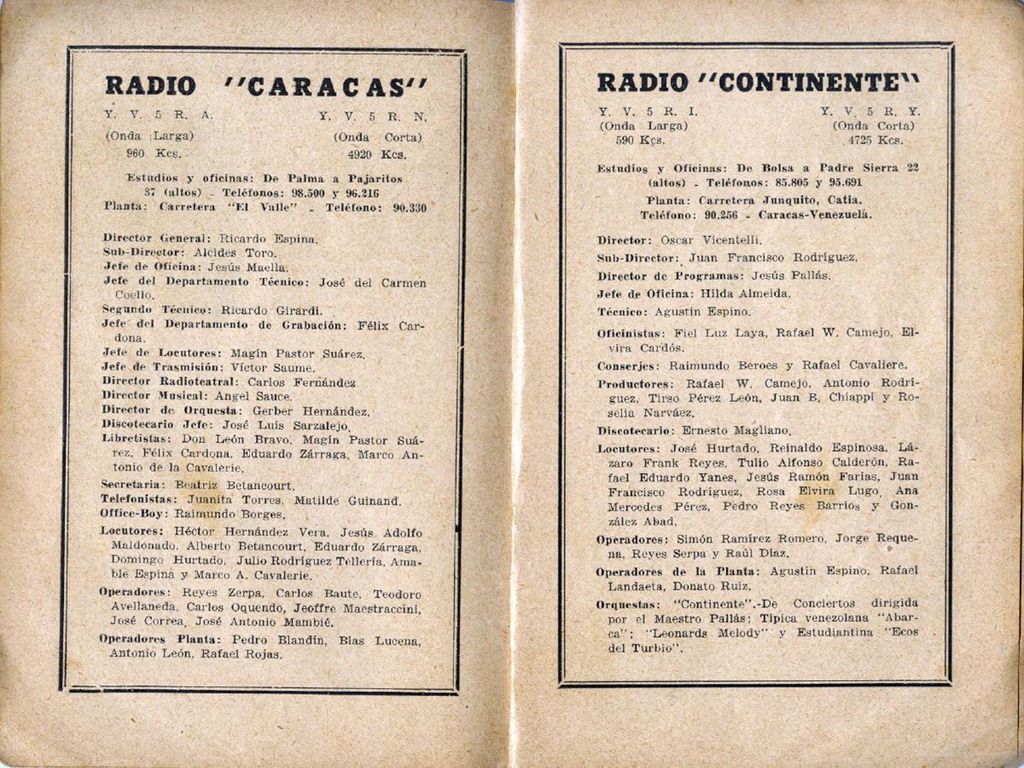 RADIO "CARACAS"
Y. V. 5 R. A. Y. V. 5 R. N.
(Onda Larga) (Onda Corta)
960 Kcs. 4920 Kcs.
Estudios y oficinas: De Palma a Pajaritos
37 (altos) - Teléfonos: 98.500 y 96.216
Planta: Carretera "El Valle" - Teléfono: 90.330
Director General: Ricardo Espina.
Sub-Director: Alcides Toro.
Jefe de Oficina: Jesús Maella.
Jefe del Departamento Técnico: José del Carmen
Coello.
Segundo Técnico: Ricardo Girardi.
Jefe del Departamento de Grabación: Félix Car-
dona.
Jefe de Locutores: Magín Pastor Suárez.
Jefe de Trasmisión: Víctor Saume.
Director Radioteatral: Carlos Fernández
Director Musical: Angel Sauce.
Director de Orquesta: Gerber Hernández.
Discotecario Jefe: José Luis Sarzalejo.
Libretistas: Don León Bravo, Magín Pastor Suá-
rez, Félix Cardona, Eduardo Zárraga, Marco An-
tonio de la Cavalerie.
Secretaria: Beatriz Betancourt.
Telefonistas: Juanita Torres, Matilde Guinand.
Office-Boy: Raimundo Borges.
Locutores: Héctor Hernández Vera, Jesús Adolfo
Maldonado, Alberto Betancourt, Eduardo Zárraga,
Domingo Hurtado, Julio Rodríguez Tellería, Ama-
ble Espina y Marco A. Cavalerie.
Operadores: Reyes Zerpa, Carlos Baute, Teodoro
Avellaneda, Carlos Oquendo, Jeoffre Maestraccini,
José Correa, José Antonio Mambié.
Operadores Planta: Pedro Blandín, Blas Lucena,
Antonio León, Rafael Rojas.
RADIO "CONTINENTE"
Y. V. 5 R. I. Y. V. 5 R. Y.
(Onda Larga) (Onda Corta)
590 Kcs. 4725 Kcs.
Estudios y Oficinas: De Bolsa a Padre Sierra 22
(altos) - Teléfonos: 85.805 y 95.691
Planta: Carretera Junquito, Catia.
Teléfono: 90.256 - Caracas-Venezuela.
Director: Oscar Vicentelli.
Sub-Director: Juan Francisco Rodríguez.
Director de Programas: Jesús Pallás.
Jefe de Oficina: Hilda Almeida.
Técnico: Agustín Espino.
Oficinistas: Fiel Luz Laya, Rafael W. Camejo, El-
vira Cardós.
Conserjes: Raimundo Beroes y Rafael Cavaliere.
Productores: Rafael W. Camejo, Antonio Rodrí-
guez, Tirso Pérez León, Juan B. Chiappi y Ro-
selia Narváez.
Discotecario: Ernesto Magliano.
Locutores: José Hurtado, Reinaldo Espinosa, Lá-
zaro Frank Reyes, Tulio Alfonso Calderón, Ra-
fael Eduardo Yanes, Jesús Ramón Farías, Juan
Francisco Rodríguez, Rosa Elvira Lugo, Ana
Mercedes Pérez, Pedro Reyes Barrios y Gon-
zález Abad.
Operadores: Simón Ramírez Romero, Jorge Reque-
na, Reyes Serpa y Raúl Díaz.
Operadores de la Planta: Agustín Espino, Rafael
Landaeta, Donato Ruiz.
Orquestas: "Continente".-De Conciertos dirigida
por el Maestro Pallás; Típica venezolana "Abar-
ca"; "Leonards Melody" y Estudiantina "Ecos
del Turbio".